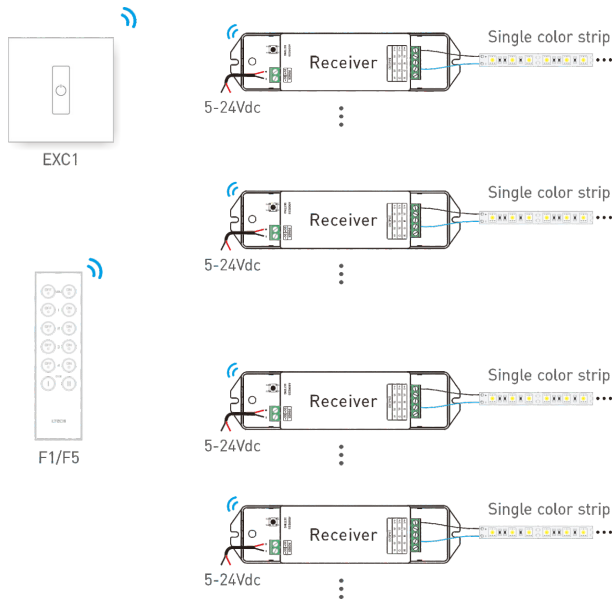 Single color strip
Receiver
5-24Vdc
EXC1
Single color strip
Receiver
5-24Vdc
Single color strip
Receiver
5-24Vdc
F1/F5
Single color strip
Receiver
5-24Vdc